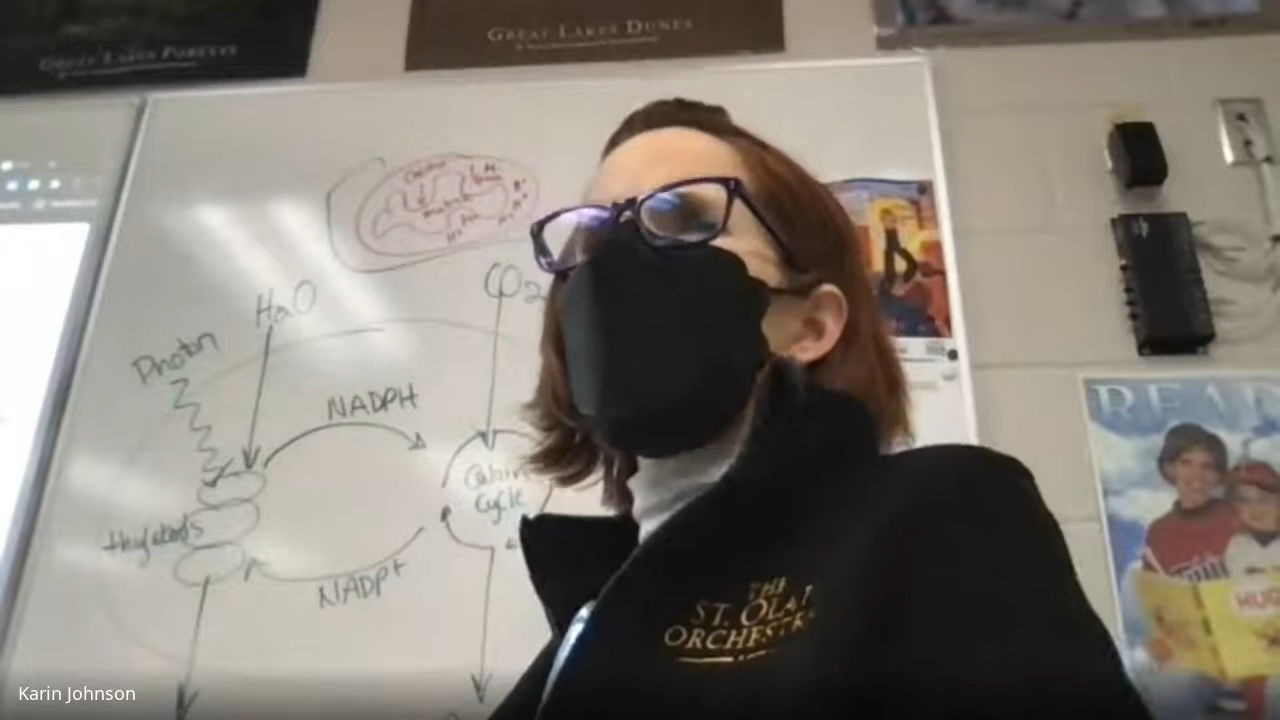 GREAT LAKES FORESTS
GREAT LAKES DUNES
H2O
CO2
Photon
NADPH
Calvin
Cycle
thylakoids
NADP+
READ
THE
ST. OLAF
ORCHESTRA
Karin Johnson